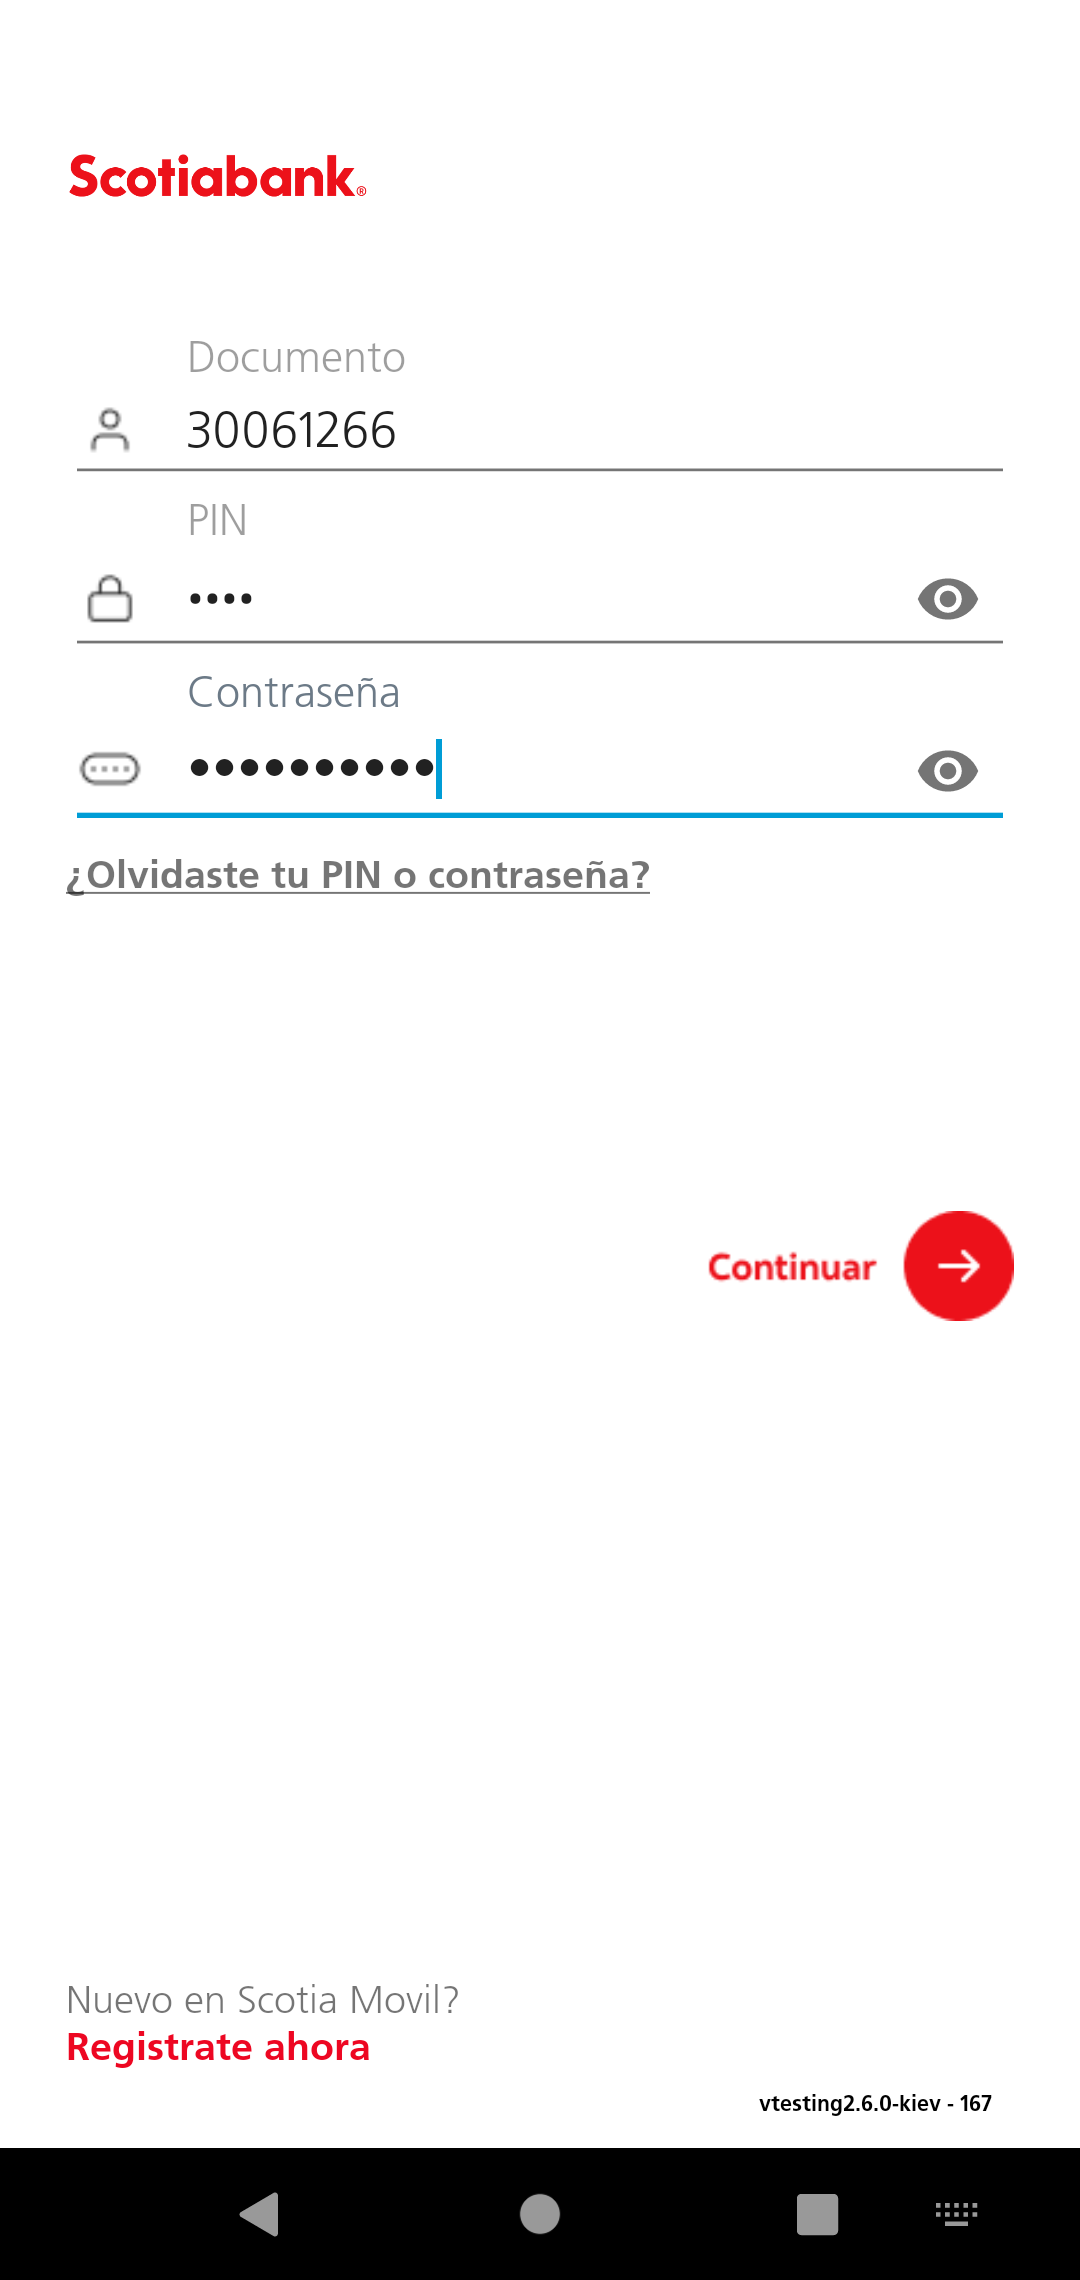 Scotiabank®
Documento
30061266
PIN
••••
Contraseña
••••••••••
¿Olvidaste tu PIN o contraseña?
Continuar
Nuevo en Scotia Movil?
Registrate ahora
vtesting2.6.0-kiev - 167